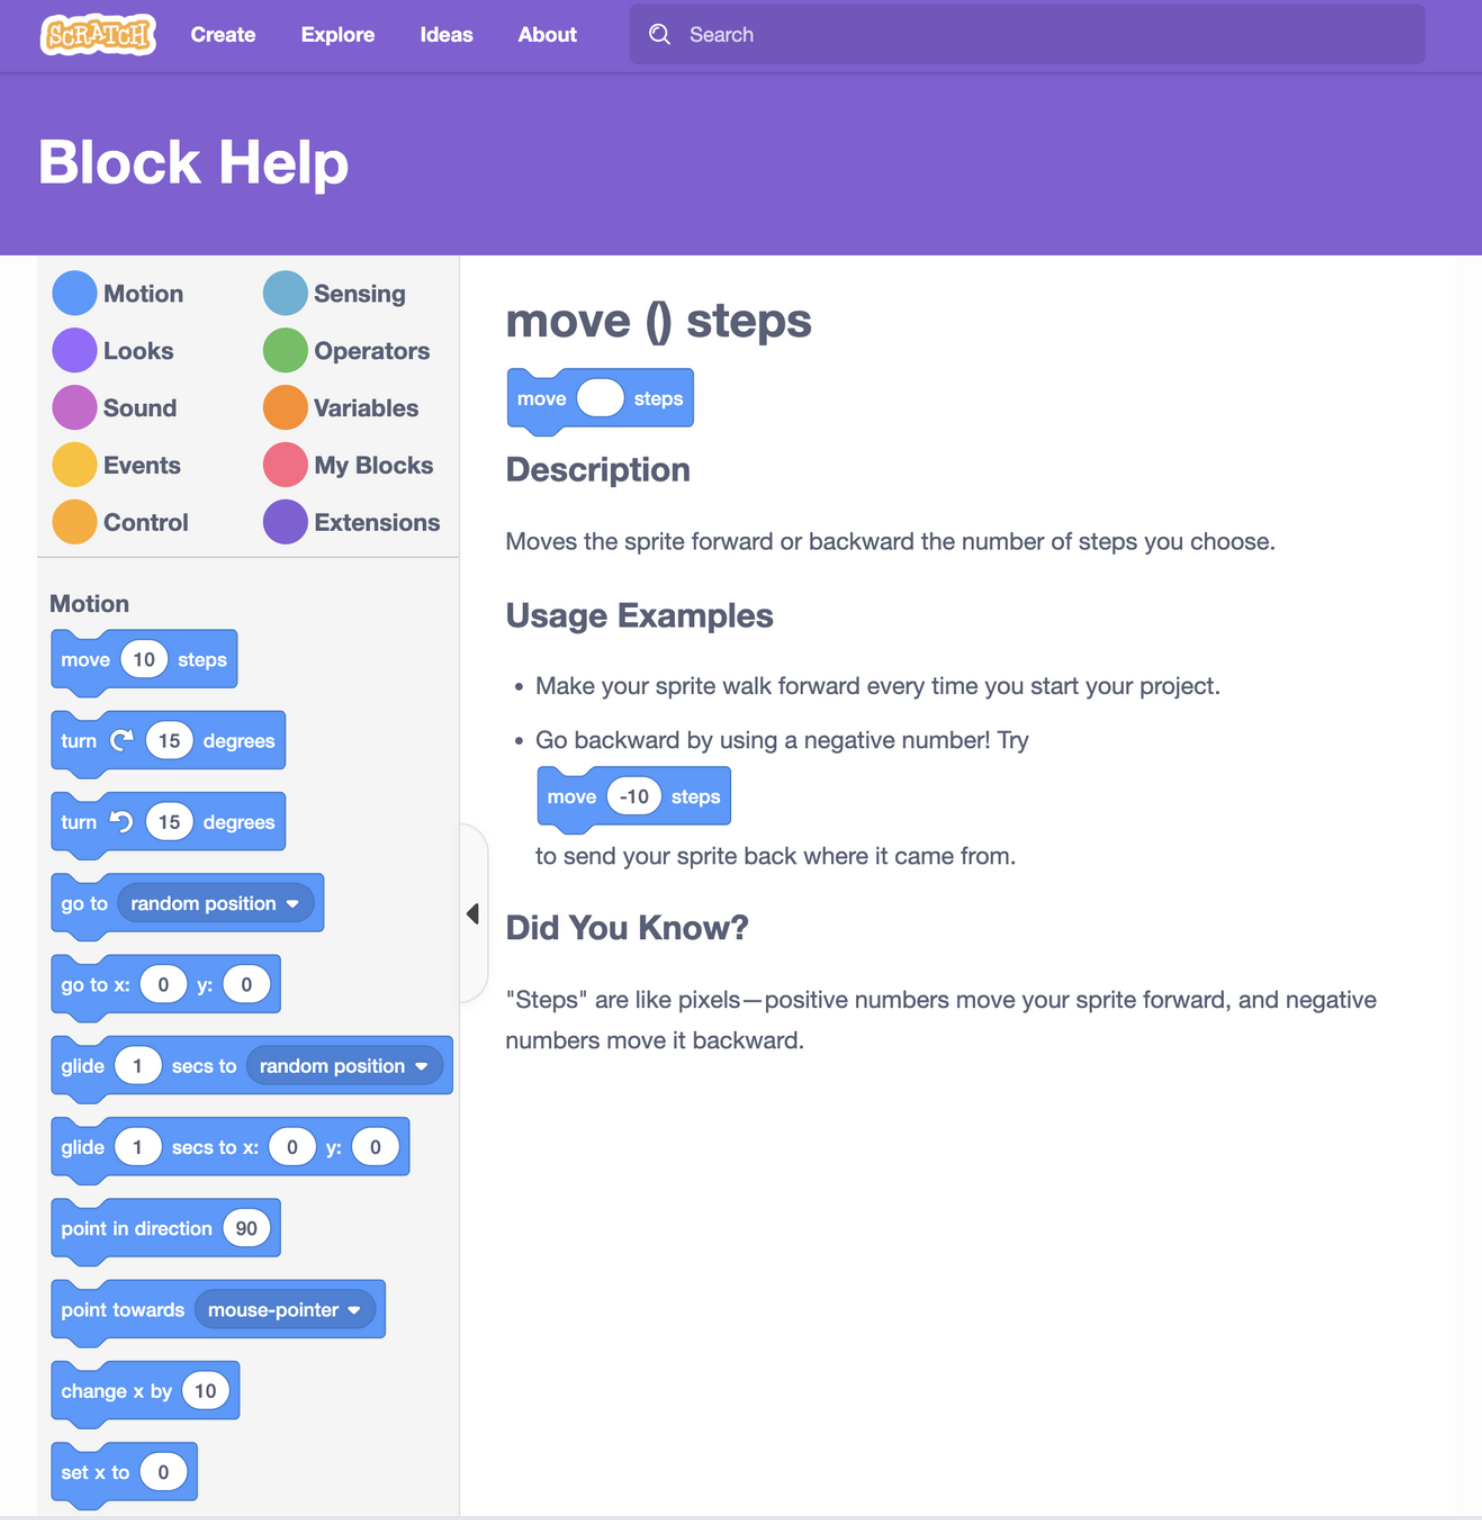 SCRATCH Create Explore Ideas About Search
Block Help
Motion Sensing
Looks Operators
Sound Variables
Events My Blocks
Control Extensions
Motion
move 10 steps
turn 15 degrees
turn 15 degrees
go to random position
go to x: 0 y: 0
glide 1 secs to random position
glide 1 secs to x: 0 y: 0
point in direction 90
point towards mouse-pointer
change x by 10
set x to 0
move () steps
move steps
Description
Moves the sprite forward or backward the number of steps you choose.
Usage Examples
• Make your sprite walk forward every time you start your project.
• Go backward by using a negative number! Try
move -10 steps
to send your sprite back where it came from.
Did You Know?
"Steps" are like pixels—positive numbers move your sprite forward, and negative
numbers move it backward.